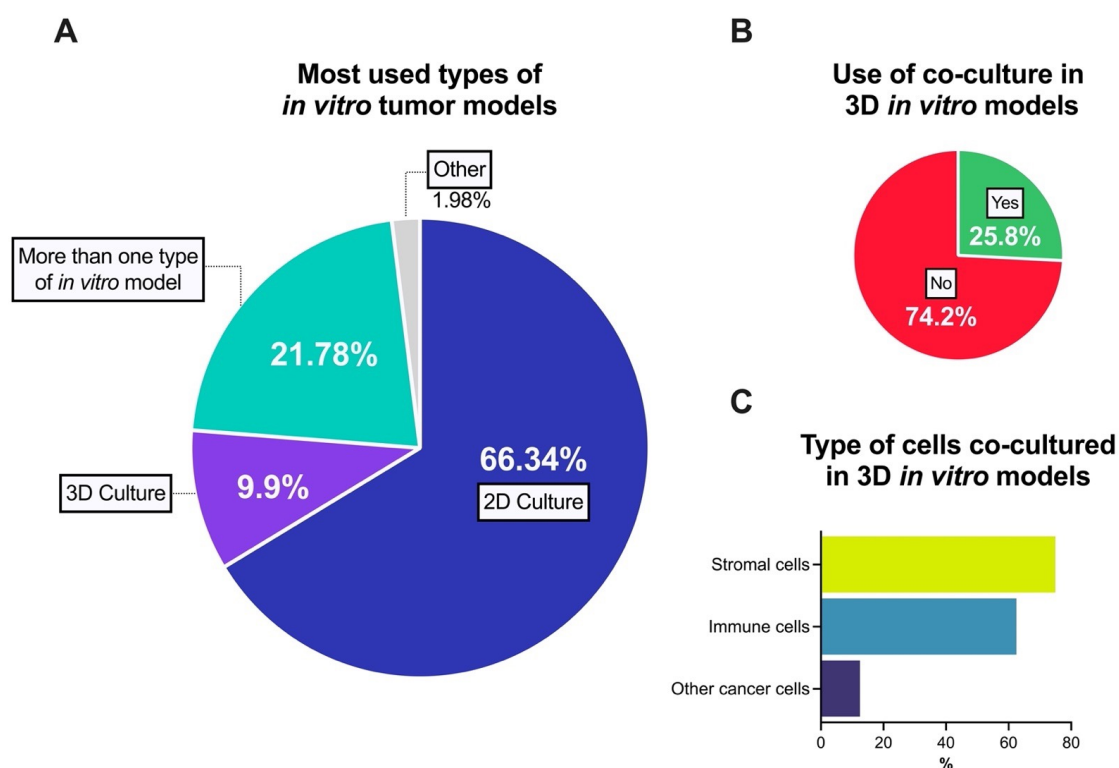 A
Most used types of
in vitro tumor models
Other
1.98%
More than one type
of in vitro model
21.78%
3D Culture
9.9%
66.34%
2D Culture
B
Use of co-culture in
3D in vitro models
Yes
25.8%
No
74.2%
C
Type of cells co-cultured
in 3D in vitro models
Stromal cells
Immune cells
Other cancer cells
0 20 40 60 80
%